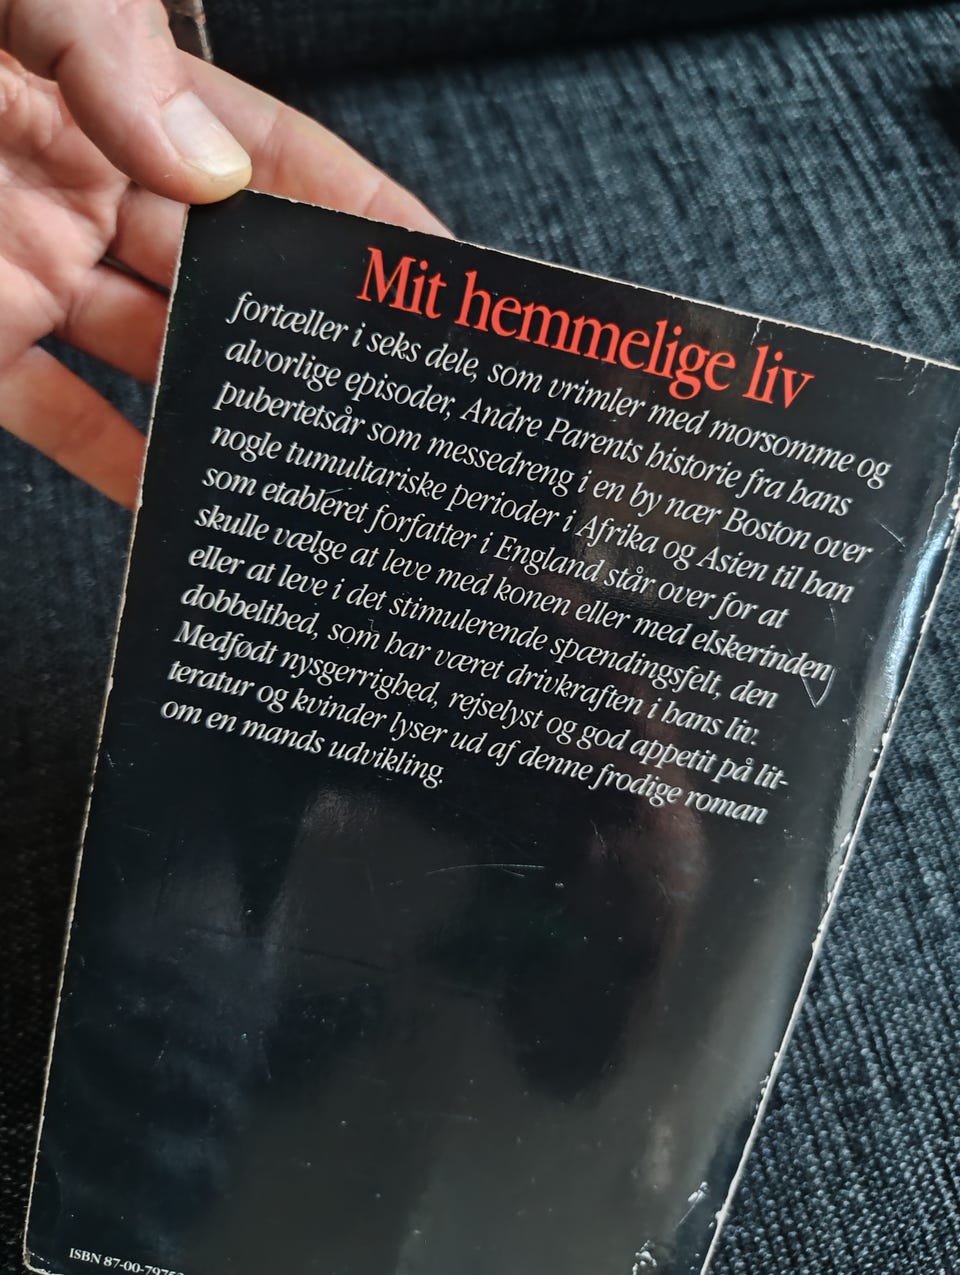 Mit hemmelige liv
fortæller i seks dele, som vrimler med morsomme og
alvorlige episoder, Andre Parents historie fra hans
pubertetsår som messedreng i en by nær Boston over
nogle tumultariske perioder i Afrika og Asien til han
som etableret forfatter i England står over for at
skulle vælge at leve med konen eller med elskerinden
eller at leve i det stimulerende spændingsfelt, den
dobbelthed, som har været drivkraften i hans liv.
Medfødt nysgerrighed, rejselyst og god appetit på lit-
teratur og kvinder lyser ud af denne frodige roman
om en mands udvikling.
ISBN 87-00-7975